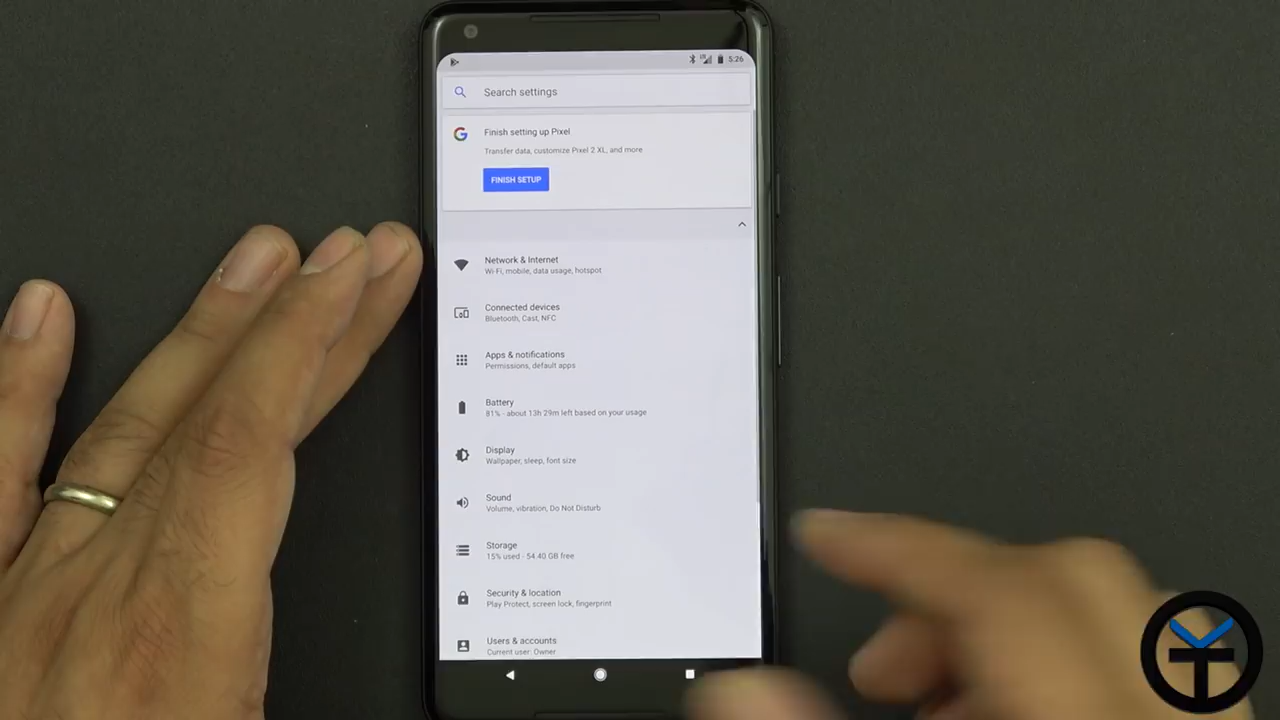 5:26
Search settings
Finish setting up Pixel
Transfer data, customize Pixel 2 XL, and more
FINISH SETUP
Network & Internet
Wi-Fi, mobile, data usage, hotspot
Connected devices
Bluetooth, Cast, NFC
Apps & notifications
Permissions, default apps
Battery
81% - about 13h 29m left based on your usage
Display
Wallpaper, sleep, font size
Sound
Volume, vibration, Do Not Disturb
Storage
15% used - 54.40 GB free
Security & location
Play Protect, screen lock, fingerprint
Users & accounts
Current user: Owner